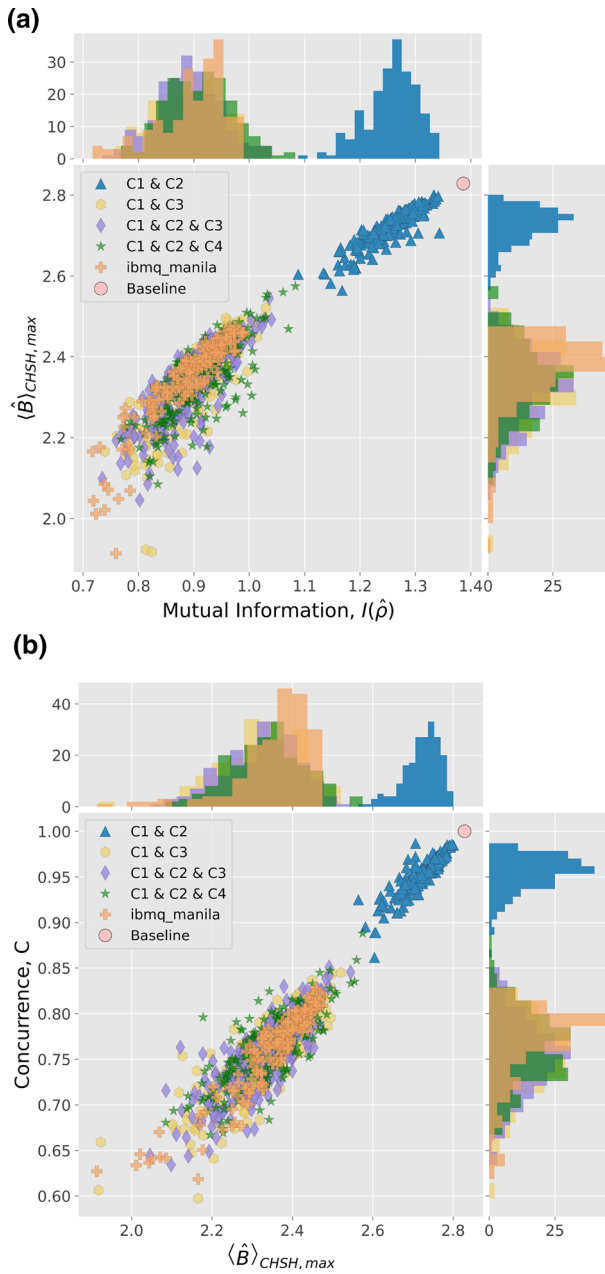 (a)
30
20
10
0
2.8
2.6
2.4
2.2
2.0
⟨B̂⟩CHSH, max
C1 & C2
C1 & C3
C1 & C2 & C3
C1 & C2 & C4
ibmq_manila
Baseline
0.7 0.8 0.9 1.0 1.1 1.2 1.3 1.4 0 25
Mutual Information, I(ρ̂)
(b)
40
20
0
1.00
0.95
0.90
0.85
0.80
0.75
0.70
0.65
0.60
Concurrence, C
C1 & C2
C1 & C3
C1 & C2 & C3
C1 & C2 & C4
ibmq_manila
Baseline
2.0 2.2 2.4 2.6 2.8 0 25
⟨B̂⟩CHSH, max